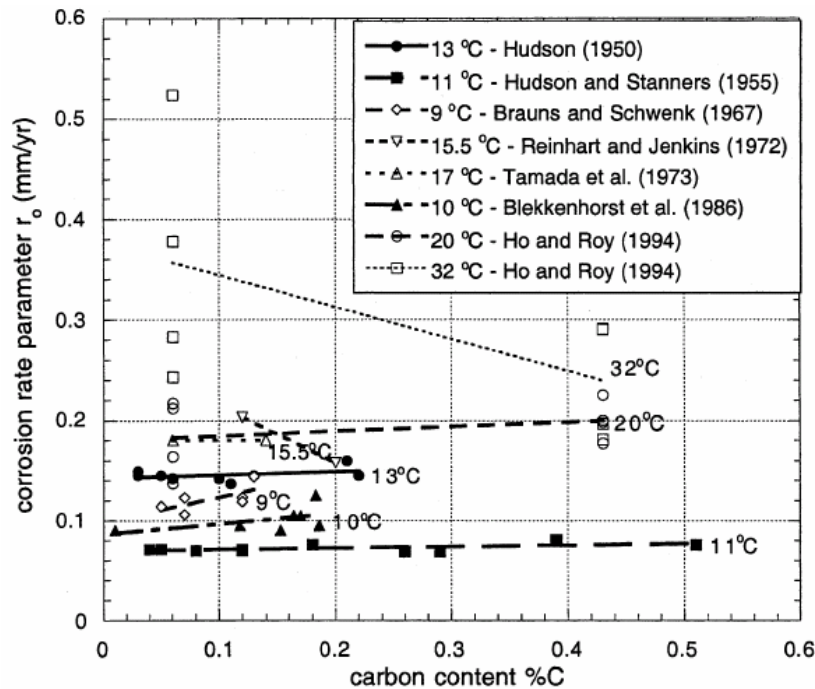 0.6
0.5
0.4
0.3
0.2
0.1
0
corrosion rate parameter r_o (mm/yr)
13 °C - Hudson (1950)
11 °C - Hudson and Stanners (1955)
9 °C - Brauns and Schwenk (1967)
15.5 °C - Reinhart and Jenkins (1972)
17 °C - Tamada et al. (1973)
10 °C - Blekkenhorst et al. (1986)
20 °C - Ho and Roy (1994)
32 °C - Ho and Roy (1994)
32°C
20°C
15.5°C
13°C
9°C
10°C
11°C
0 0.1 0.2 0.3 0.4 0.5 0.6
carbon content %C